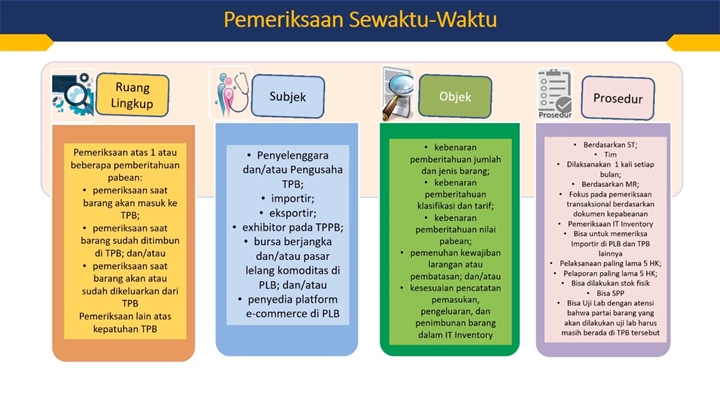 Pemeriksaan Sewaktu-Waktu
Ruang
Lingkup
Pemeriksaan atas 1 atau
beberapa pemberitahuan
pabean:
• pemeriksaan saat
barang akan masuk ke
TPB;
• pemeriksaan saat
barang sudah ditimbun
di TPB; dan/atau
• pemeriksaan saat
barang akan atau
sudah dikeluarkan dari
TPB
Pemeriksaan lain atas
kepatuhan TPB
Subjek
• Penyelenggara
dan/atau Pengusaha
TPB;
• importir;
• eksportir;
• exhibitor pada TPPB;
• bursa berjangka
dan/atau pasar
lelang komoditas di
PLB; dan/atau
• penyedia platform
e-commerce di PLB
Objek
• kebenaran
pemberitahuan jumlah
dan jenis barang;
• kebenaran
pemberitahuan
klasifikasi dan tarif;
• kebenaran
pemberitahuan nilai
pabean;
• pemenuhan kewajiban
larangan atau
pembatasan; dan/atau
• kesesuaian pencatatan
pemasukan,
pengeluaran, dan
penimbunan barang
dalam IT Inventory
Prosedur
Prosedur
• Berdasarkan ST;
• Tim
• Dilaksanakan 1 kali setiap
bulan;
• Berdasarkan MR;
• Fokus pada pemeriksaan
transaksional berdasarkan
dokumen kepabeanan
• Pemeriksaan IT Inventory
• Bisa untuk memeriksa
Importir di PLB dan TPB
lainnya
• Pelaksanaan paling lama 5 HK;
• Pelaporan paling lama 5 HK;
• Bisa dilakukan stok fisik
• Bisa SPP
• Bisa Uji Lab dengan atensi
bahwa partai barang yang
akan dilakukan uji lab harus
masih berada di TPB tersebut